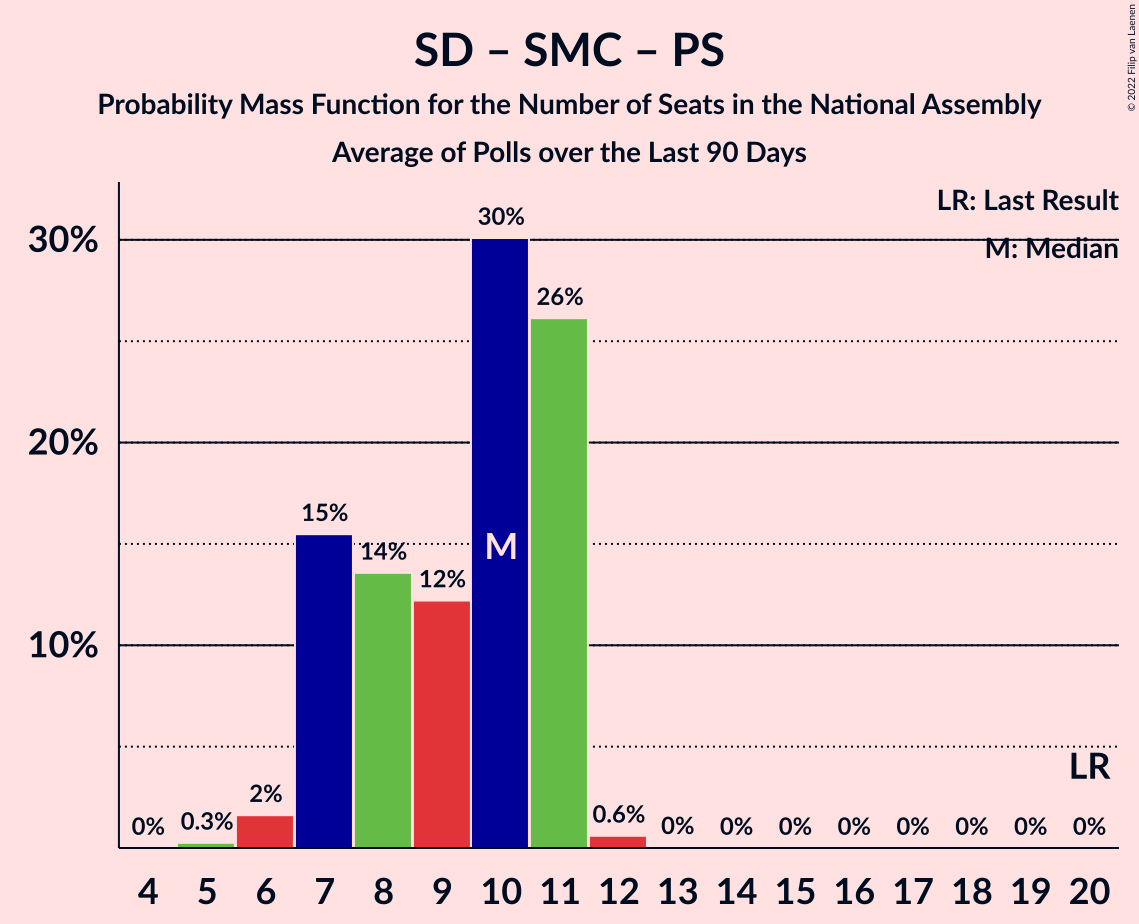 SD – SMC – PS
Probability Mass Function for the Number of Seats in the National Assembly
Average of Polls over the Last 90 Days
© 2022 Filip van Laenen
LR: Last Result
M: Median
30%
20%
10%
0%
0.3%
2%
15%
14%
12%
30%
26%
0.6%
0%
0%
0%
0%
0%
0%
0%
0%
M
LR
4 5 6 7 8 9 10 11 12 13 14 15 16 17 18 19 20